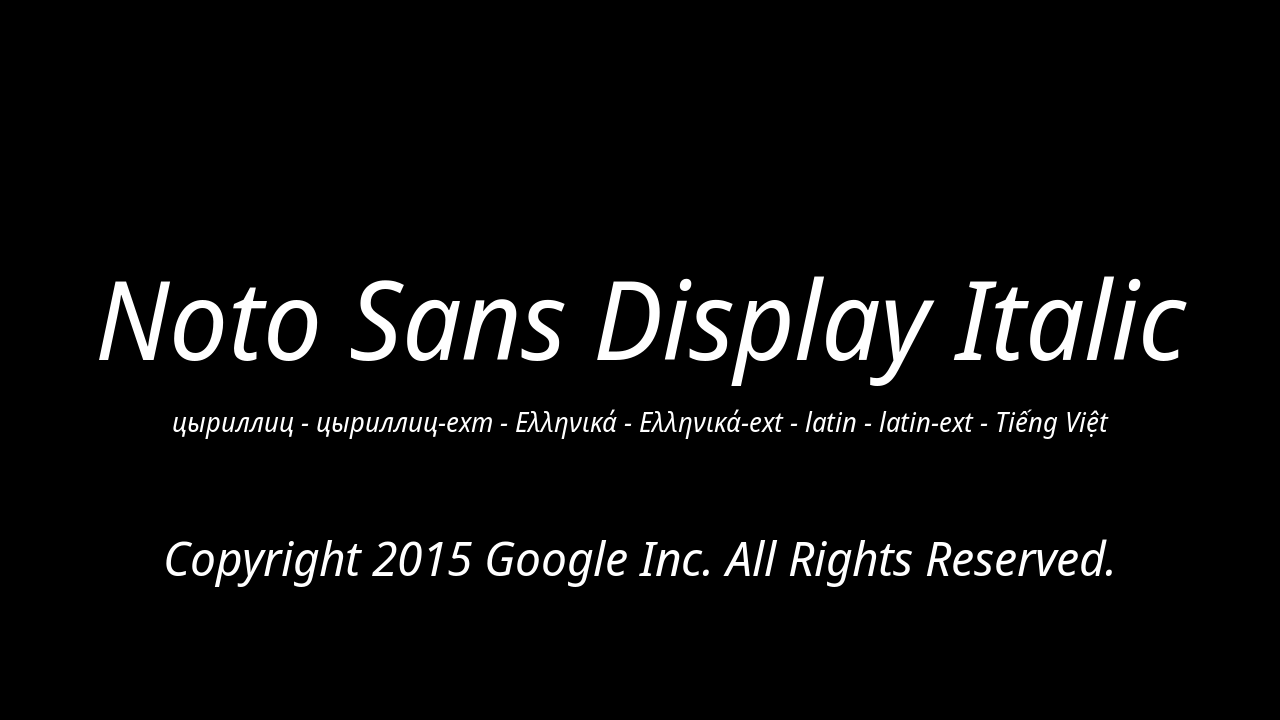 Noto Sans Display Italic
цыриллиц - цыриллиц-ехт - Ελληνικά - Ελληνικά-ext - latin - latin-ext - Tiếng Việt
Copyright 2015 Google Inc. All Rights Reserved.